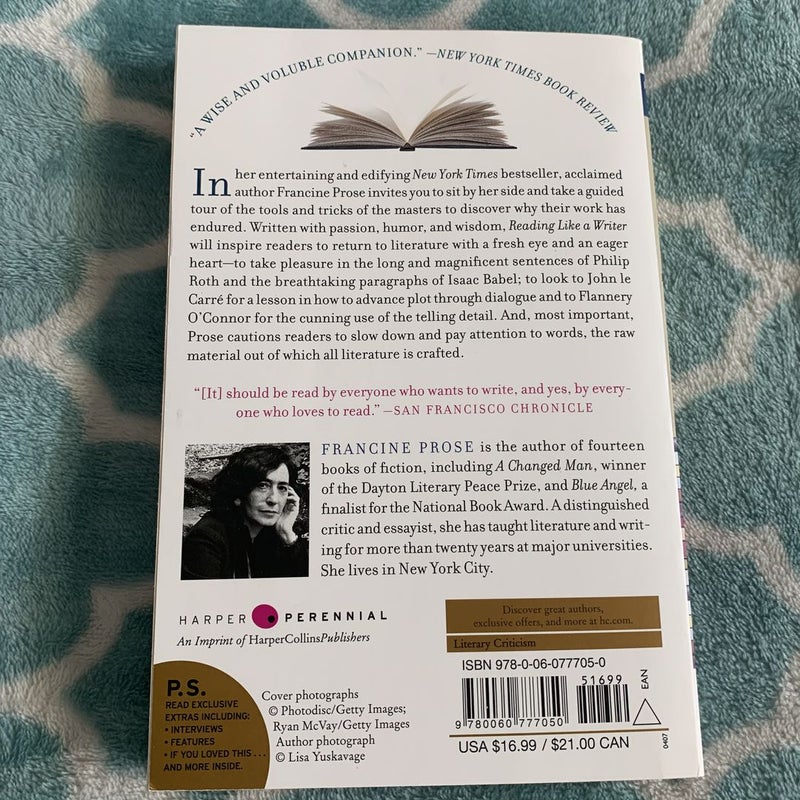 “A WISE AND VOLUBLE COMPANION.” —NEW YORK TIMES BOOK REVIEW
In her entertaining and edifying New York Times bestseller, acclaimed
author Francine Prose invites you to sit by her side and take a guided
tour of the tools and tricks of the masters to discover why their work has
endured. Written with passion, humor, and wisdom, Reading Like a Writer
will inspire readers to return to literature with a fresh eye and an eager
heart—to take pleasure in the long and magnificent sentences of Philip
Roth and the breathtaking paragraphs of Isaac Babel; to look to John le
Carré for a lesson in how to advance plot through dialogue and to Flannery
O’Connor for the cunning use of the telling detail. And, most important,
Prose cautions readers to slow down and pay attention to words, the raw
material out of which all literature is crafted.
“[It] should be read by everyone who wants to write, and yes, by every-
one who loves to read.” —SAN FRANCISCO CHRONICLE
FRANCINE PROSE is the author of fourteen
books of fiction, including A Changed Man, winner
of the Dayton Literary Peace Prize, and Blue Angel, a
finalist for the National Book Award. A distinguished
critic and essayist, she has taught literature and writ-
ing for more than twenty years at major universities.
She lives in New York City.
HARPER PERENNIAL
An Imprint of HarperCollinsPublishers
P.S.
READ EXCLUSIVE
EXTRAS INCLUDING:
• INTERVIEWS
• FEATURES
• IF YOU LOVED THIS . . .
AND MORE INSIDE.
Cover photographs
© Photodisc/Getty Images;
Ryan McVay/Getty Images
Author photograph
© Lisa Yuskavage
Discover great authors,
exclusive offers, and more at hc.com.
Literary Criticism
ISBN 978-0-06-077705-0
51699
EAN
9 780060 777050
USA $16.99 / $21.00 CAN
0407